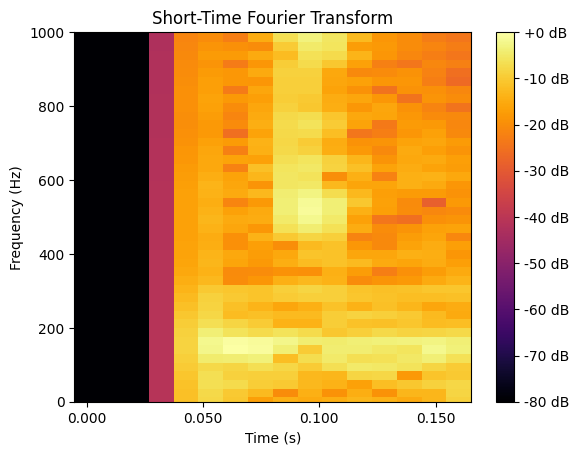 Short-Time Fourier Transform
1000
800
600
400
200
0
Frequency (Hz)
0.000
0.050
0.100
0.150
Time (s)
+0 dB
-10 dB
-20 dB
-30 dB
-40 dB
-50 dB
-60 dB
-70 dB
-80 dB